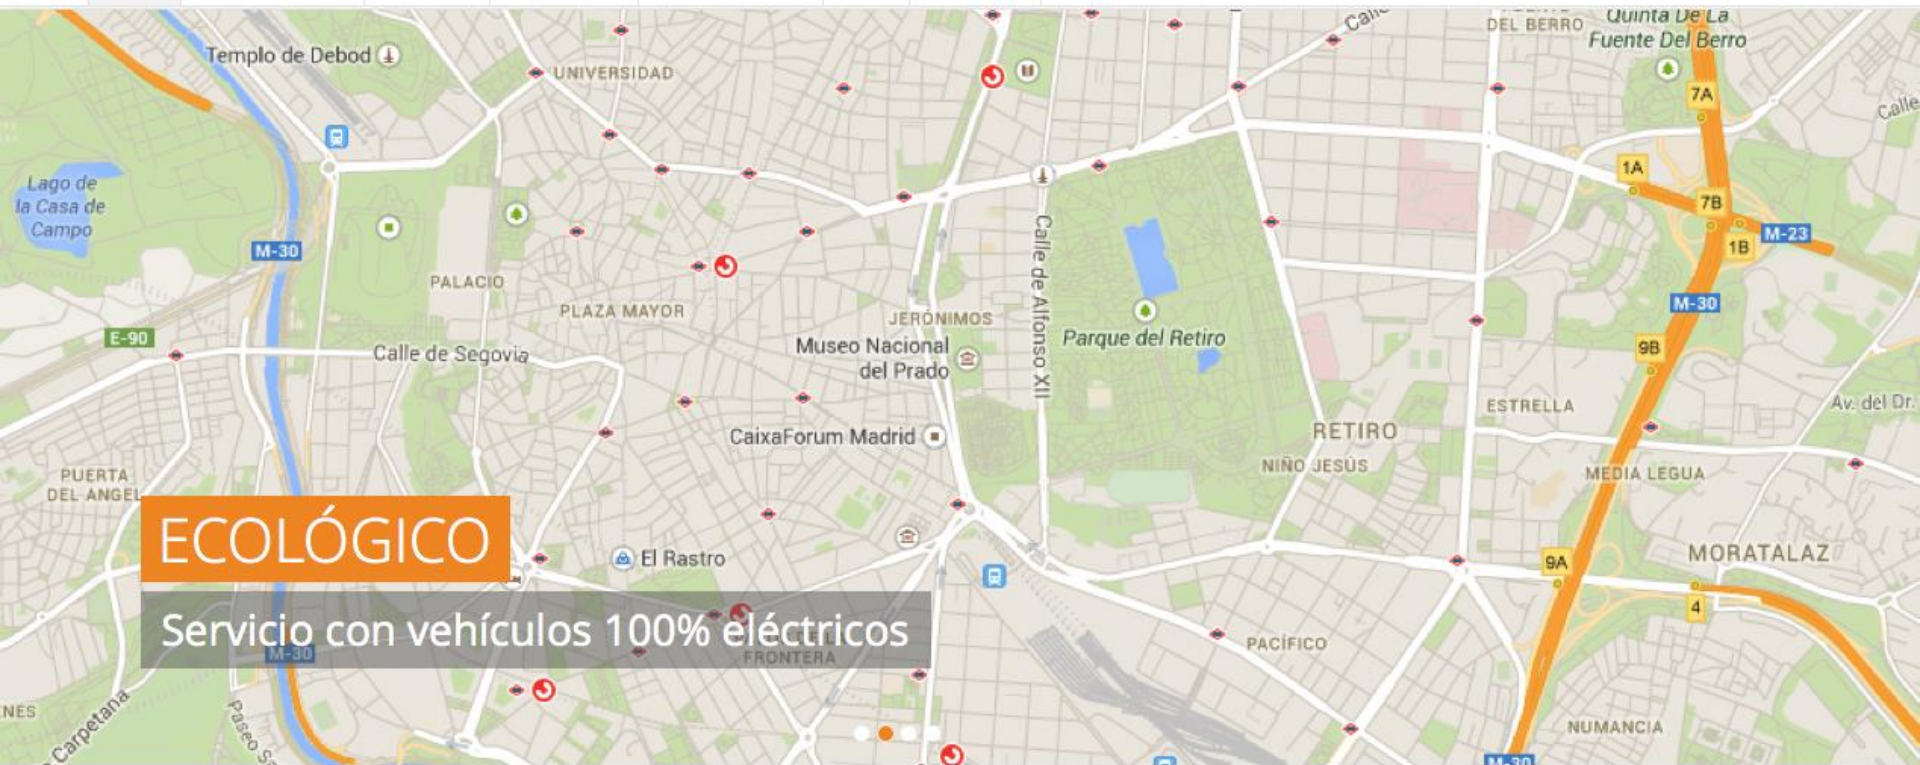 Quinta De La
Fuente Del Berro
DEL BERRO
Calle
Templo de Debod
UNIVERSIDAD
7A
Calle
1A
Lago de
la Casa de
Campo
7B
M-23
1B
M-30
Calle de Alfonso XII
PALACIO
PLAZA MAYOR
JERÓNIMOS
M-30
E-90
Parque del Retiro
Museo Nacional
del Prado
9B
Calle de Segovia
ESTRELLA
Av. del Dr.
CaixaForum Madrid
RETIRO
NIÑO JESÚS
MEDIA LEGUA
PUERTA
DEL ANGEL
ECOLÓGICO
El Rastro
9A
MORATALAZ
4
Servicio con vehículos 100% eléctricos
M-30
FRONTERA
PACÍFICO
NES
Carpetana
Paseo
NUMANCIA
M-30